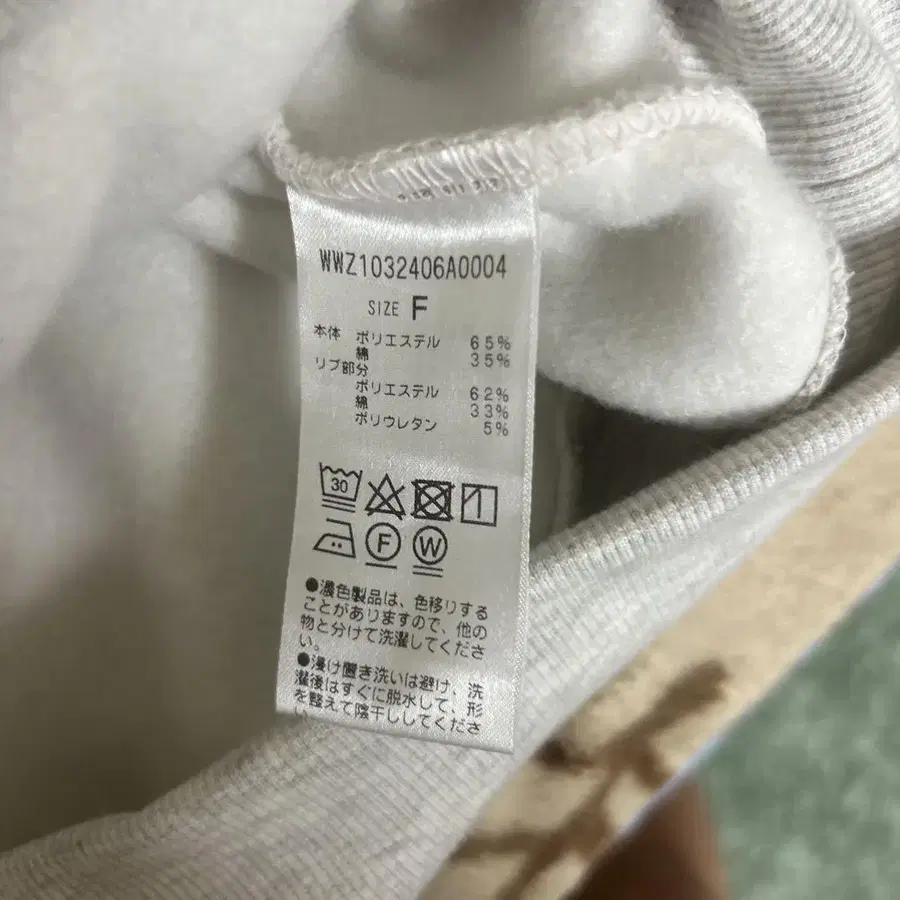 WWZ1032406A0004
SIZE F
本体 ポリエステル 65%
綿 35%
リブ部分
ポリエステル 62%
綿 33%
ポリウレタン 5%
30
F W
●濃色製品は、色移りする
ことがありますので、他の
物と分けて洗濯してくださ
い。
●浸け置き洗いは避け、洗
濯後はすぐに脱水して、形
を整えて陰干ししてくださ